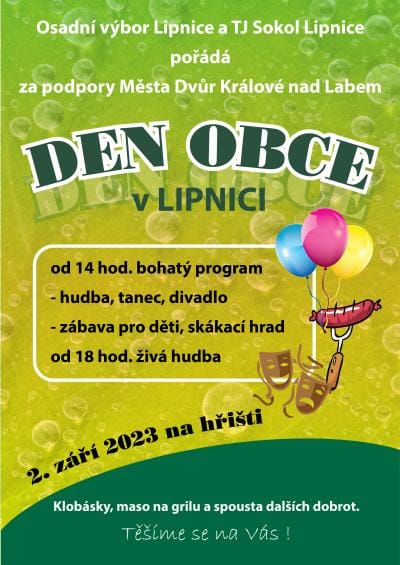 Osadní výbor Lipnice a TJ Sokol Lipnice
pořádá
za podpory Města Dvůr Králové nad Labem
DEN OBCE
v LIPNICI
od 14 hod. bohatý program
- hudba, tanec, divadlo
- zábava pro děti, skákací hrad
od 18 hod. živá hudba
2. září 2023 na hřišti
Klobásky, maso na grilu a spousta dalších dobrot.
Těšíme se na Vás !